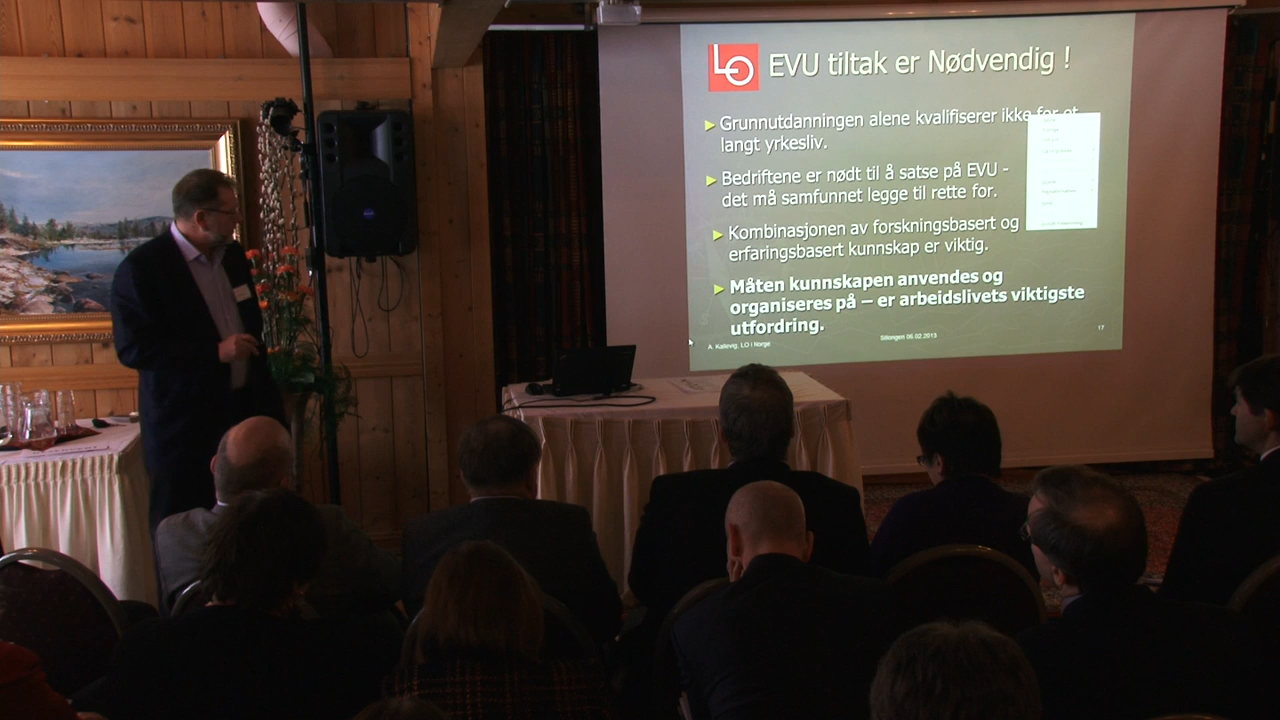 LO
EVU tiltak er Nødvendig !
Grunnutdanningen alene kvalifiserer ikke for et
langt yrkesliv.
Bedriftene er nødt til å satse på EVU -
det må samfunnet legge til rette for.
Kombinasjonen av forskningsbasert og
erfaringsbasert kunnskap er viktig.
Måten kunnskapen anvendes og
organiseres på – er arbeidslivets viktigste
utfordring.
A. Kallevig, LO i Norge
Sillongen 06.02.2013
17